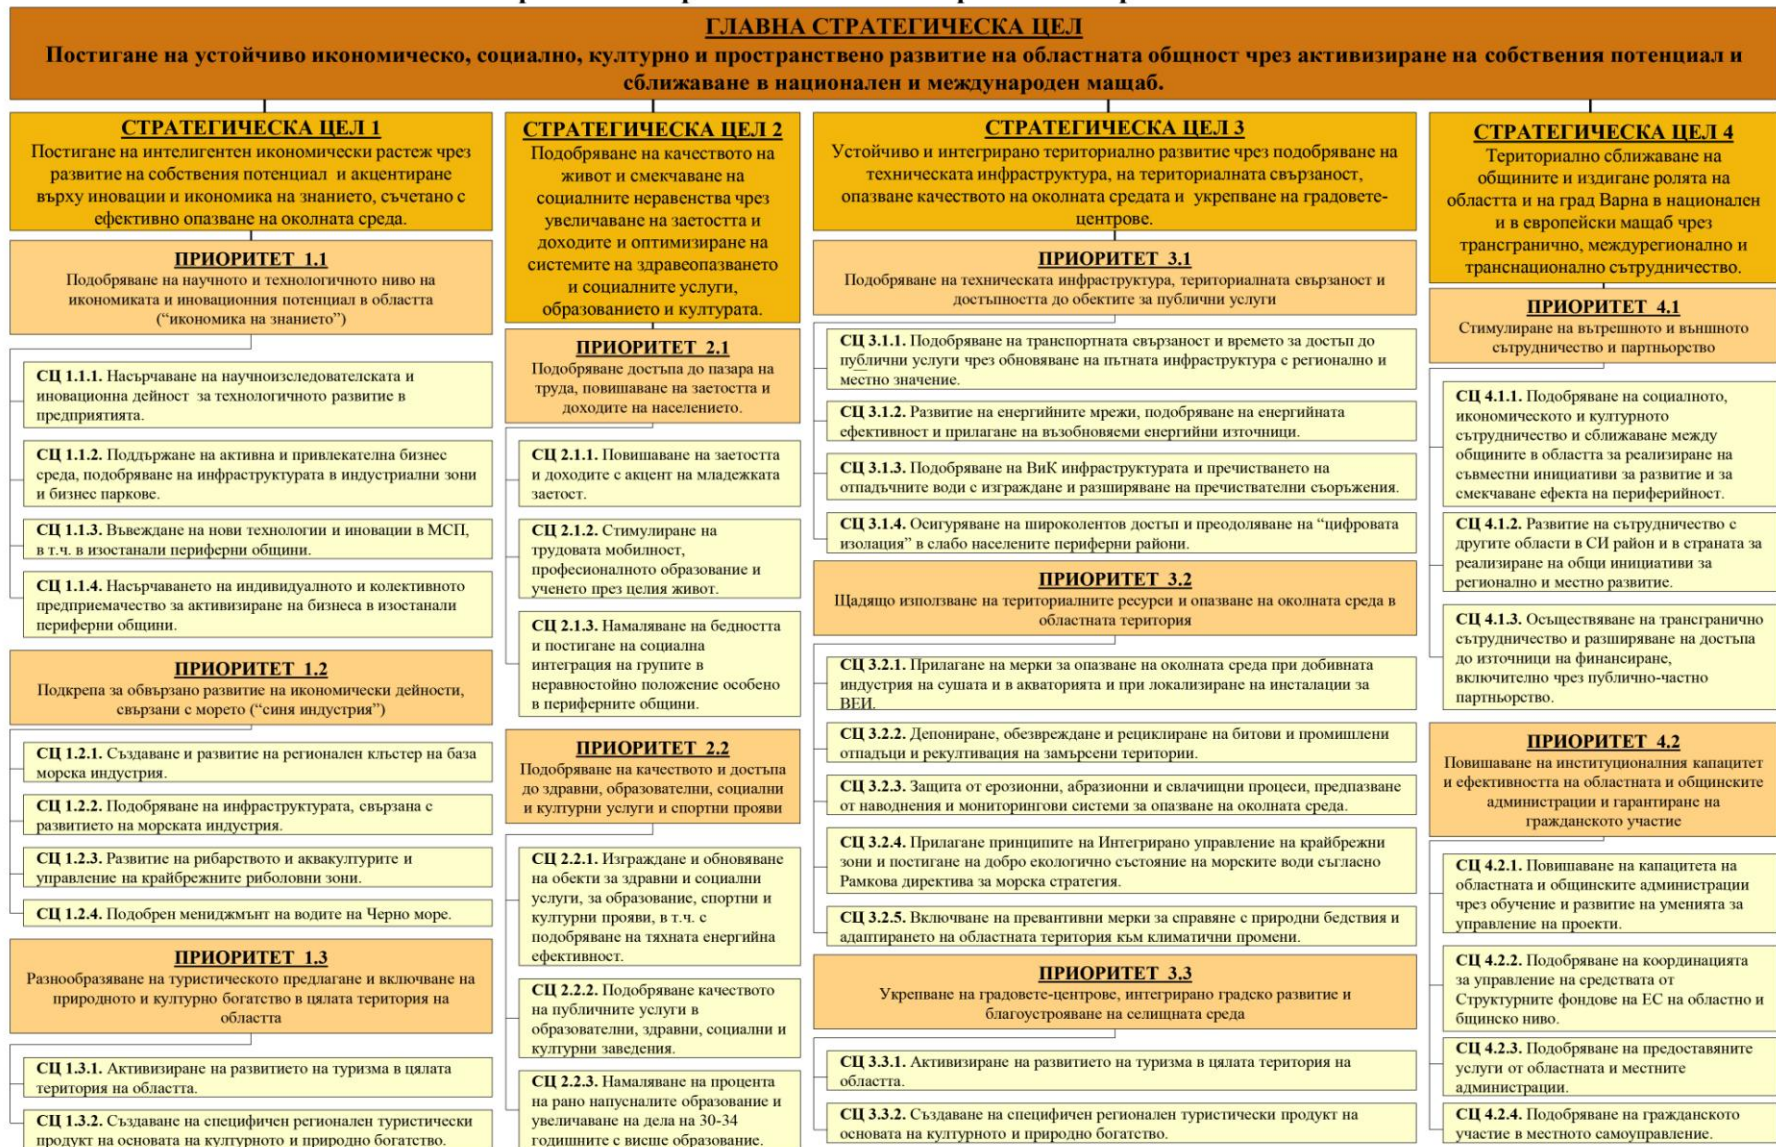 ГЛАВНА СТРАТЕГИЧЕСКА ЦЕЛ
Постигане на устойчиво икономическо, социално, културно и пространствено развитие на областната общност чрез активизиране на собствения потенциал и
сближаване в национален и международен мащаб.
СТРАТЕГИЧЕСКА ЦЕЛ 1
Постигане на интелигентен икономически растеж чрез
развитие на собствения потенциал и акцентиране
върху иновации и икономика на знанието, съчетано с
ефективно опазване на околната среда.
ПРИОРИТЕТ 1.1
Подобряване на научното и технологичното ниво на
икономиката и иновационния потенциал в областта
(“икономика на знанието”)
СЦ 1.1.1. Насърчаване на научноизследователската и
иновационна дейност за технологичното развитие в
предприятията.
СЦ 1.1.2. Поддържане на активна и привлекателна бизнес
среда, подобряване на инфраструктурата в индустриални зони
и бизнес паркове.
СЦ 1.1.3. Въвеждане на нови технологии и иновации в МСП,
в т.ч. в изостанали периферни общини.
СЦ 1.1.4. Насърчаването на индивидуалното и колективното
предприемачество за активизиране на бизнеса в изостанали
периферни общини.
ПРИОРИТЕТ 1.2
Подкрепа за обвързано развитие на икономически дейности,
свързани с морето (“синя индустрия”)
СЦ 1.2.1. Създаване и развитие на регионален клъстер на база
морска индустрия.
СЦ 1.2.2. Подобряване на инфраструктурата, свързана с
развитието на морската индустрия.
СЦ 1.2.3. Развитие на рибарството и аквакултурите и
управление на крайбрежните риболовни зони.
СЦ 1.2.4. Подобрен мениджмънт на водите на Черно море.
ПРИОРИТЕТ 1.3
Разнообразяване на туристическото предлагане и включване на
природното и културно богатство в цялата територия на
областта
СЦ 1.3.1. Активизиране на развитието на туризма в цялата
територия на областта.
СЦ 1.3.2. Създаване на специфичен регионален туристически
продукт на основата на културното и природно богатство.
СТРАТЕГИЧЕСКА ЦЕЛ 2
Подобряване на качеството на
живот и смекчаване на
социалните неравенства чрез
увеличаване на заетостта и
доходите и оптимизиране на
системите на здравеопазването
и социалните услуги,
образованието и културата.
ПРИОРИТЕТ 2.1
Подобряване достъпа до пазара на
труда, повишаване на заетостта и
доходите на населението.
СЦ 2.1.1. Повишаване на заетостта
и доходите с акцент на младежката
заетост.
СЦ 2.1.2. Стимулиране на
трудовата мобилност,
професионалното образование и
ученето през целия живот.
СЦ 2.1.3. Намаляване на бедността
и постигане на социална
интеграция на групите в
неравностойно положение особено
в периферните общини.
ПРИОРИТЕТ 2.2
Подобряване на качеството и достъпа
до здравни, образователни, социални
и културни услуги и спортни прояви
СЦ 2.2.1. Изграждане и обновяване
на обекти за здравни и социални
услуги, за образование, спортни и
културни прояви, в т.ч. с
подобряване на тяхната енергийна
ефективност.
СЦ 2.2.2. Подобряване качеството
на публичните услуги в
образователни, здравни, социални и
културни заведения.
СЦ 2.2.3. Намаляване на процента
на рано напусналите образование и
увеличаване на дела на 30-34
годишните с висше образование.
СТРАТЕГИЧЕСКА ЦЕЛ 3
Устойчиво и интегрирано териториално развитие чрез подобряване на
техническата инфраструктура, на териториалната свързаност,
опазване качеството на околната средата и укрепване на градовете-
центрове.
ПРИОРИТЕТ 3.1
Подобряване на техническата инфраструктура, териториалната свързаност и
достъпността до обектите за публични услуги
СЦ 3.1.1. Подобряване на транспортната свързаност и времето за достъп до
публични услуги чрез обновяване на пътната инфраструктура с регионално и
местно значение.
СЦ 3.1.2. Развитие на енергийните мрежи, подобряване на енергийната
ефективност и прилагане на възобновяеми енергийни източници.
СЦ 3.1.3. Подобряване на ВиК инфраструктурата и пречистването на
отпадъчните води с изграждане и разширяване на пречиствателни съоръжения.
СЦ 3.1.4. Осигуряване на широколентов достъп и преодоляване на “цифровата
изолация” в слабо населените периферни райони.
ПРИОРИТЕТ 3.2
Щадящо използване на териториалните ресурси и опазване на околната среда в
областната територия
СЦ 3.2.1. Прилагане на мерки за опазване на околната среда при добивната
индустрия на сушата и в акваторията и при локализиране на инсталации за
ВЕИ.
СЦ 3.2.2. Депониране, обезвреждане и рециклиране на битови и промишлени
отпадъци и рекултивация на замърсени територии.
СЦ 3.2.3. Защита от ерозионни, абразионни и свлачищни процеси, предпазване
от наводнения и мониторингови системи за опазване на околната среда.
СЦ 3.2.4. Прилагане принципите на Интегрирано управление на крайбрежни
зони и постигане на добро екологично състояние на морските води съгласно
Рамкова директива за морска стратегия.
СЦ 3.2.5. Включване на превантивни мерки за справяне с природни бедствия и
адаптирането на областната територия към климатични промени.
ПРИОРИТЕТ 3.3
Укрепване на градовете-центрове, интегрирано градско развитие и
благоустрояване на селищната среда
СЦ 3.3.1. Активизиране на развитието на туризма в цялата територия на
областта.
СЦ 3.3.2. Създаване на специфичен регионален туристически продукт на
основата на културното и природно богатство.
СТРАТЕГИЧЕСКА ЦЕЛ 4
Териториално сближаване на
общините и издигане ролята на
областта и на град Варна в национален
и в европейски мащаб чрез
трансгранично, междурегионално и
транснационално сътрудничество.
ПРИОРИТЕТ 4.1
Стимулиране на вътрешното и външното
сътрудничество и партньорство
СЦ 4.1.1. Подобряване на социалното,
икономическото и културното
сътрудничество и сближаване между
общините в областта за реализиране на
съвместни инициативи за развитие и за
смекчаване ефекта на периферийност.
СЦ 4.1.2. Развитие на сътрудничество с
другите области в СИ район и в страната за
реализиране на общи инициативи за
регионално и местно развитие.
СЦ 4.1.3. Осъществяване на трансгранично
сътрудничество и разширяване на достъпа
до източници на финансиране,
включително чрез публично-частно
партньорство.
ПРИОРИТЕТ 4.2
Повишаване на институционалния капацитет
и ефективността на областната и общинските
администрации и гарантиране на
гражданското участие
СЦ 4.2.1. Повишаване на капацитета на
областната и общинските администрации
чрез обучение и развитие на уменията за
управление на проекти.
СЦ 4.2.2. Подобряване на координацията
за управление на средствата от
Структурните фондове на ЕС на областно и
бщинско ниво.
СЦ 4.2.3. Подобряване на предоставяните
услуги от областната и местните
администрации.
СЦ 4.2.4. Подобряване на гражданското
участие в местното самоуправление.